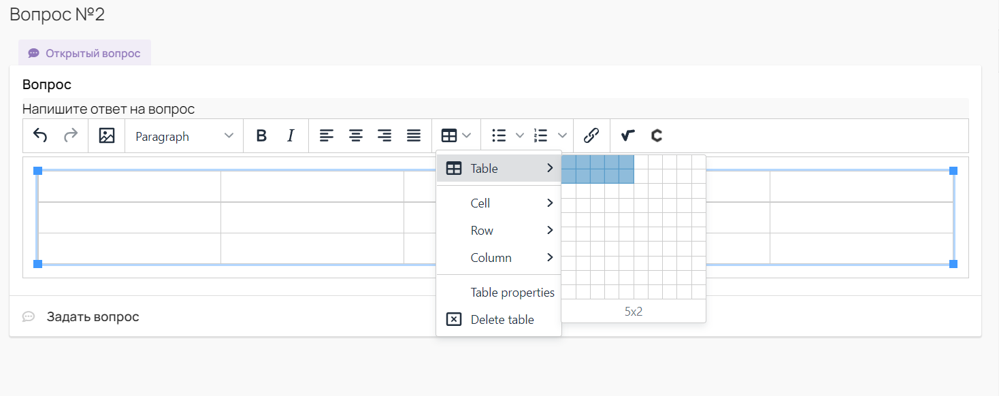 Вопрос №2
Открытый вопрос
Вопрос
Напишите ответ на вопрос
Paragraph B I
Table
Cell
Row
Column
Table properties
Delete table
5x2
Задать вопрос